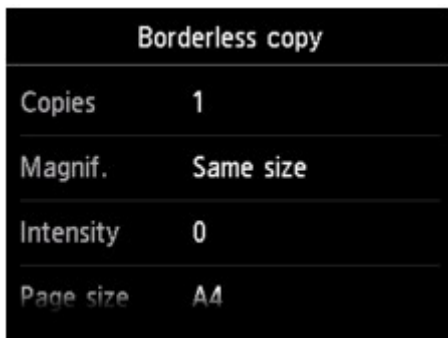 Borderless copy
Copies 1
Magnif. Same size
Intensity 0
Page size A4